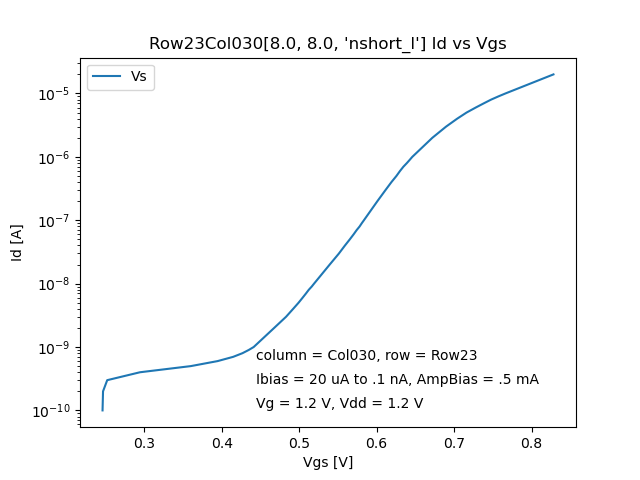 Row23Col030[8.0, 8.0, 'nshort_l'] Id vs Vgs
Vs
10⁻⁵
10⁻⁶
10⁻⁷
10⁻⁸
10⁻⁹
10⁻¹⁰
Id [A]
column = Col030, row = Row23
Ibias = 20 uA to .1 nA, AmpBias = .5 mA
Vg = 1.2 V, Vdd = 1.2 V
0.3 0.4 0.5 0.6 0.7 0.8
Vgs [V]